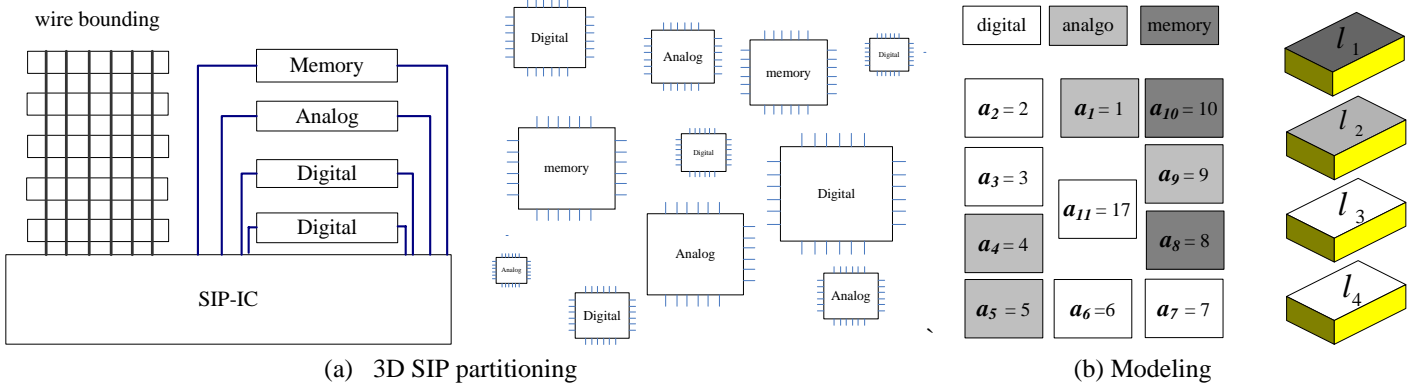 wire bounding
Memory
Analog
Digital
Digital
SIP-IC
Digital
Analog
memory
Digital
memory
Digital
Digital
Analog
Analog
Digital
Analog
(a) 3D SIP partitioning
digital analgo memory
a₂ = 2 a₁ = 1 a₁₀ = 10
a₃ = 3 a₉ = 9
a₁₁ = 17
a₄ = 4 a₈ = 8
a₅ = 5 a₆ =6 a₇ = 7
l₁
l₂
l₃
l₄
`
(b) Modeling